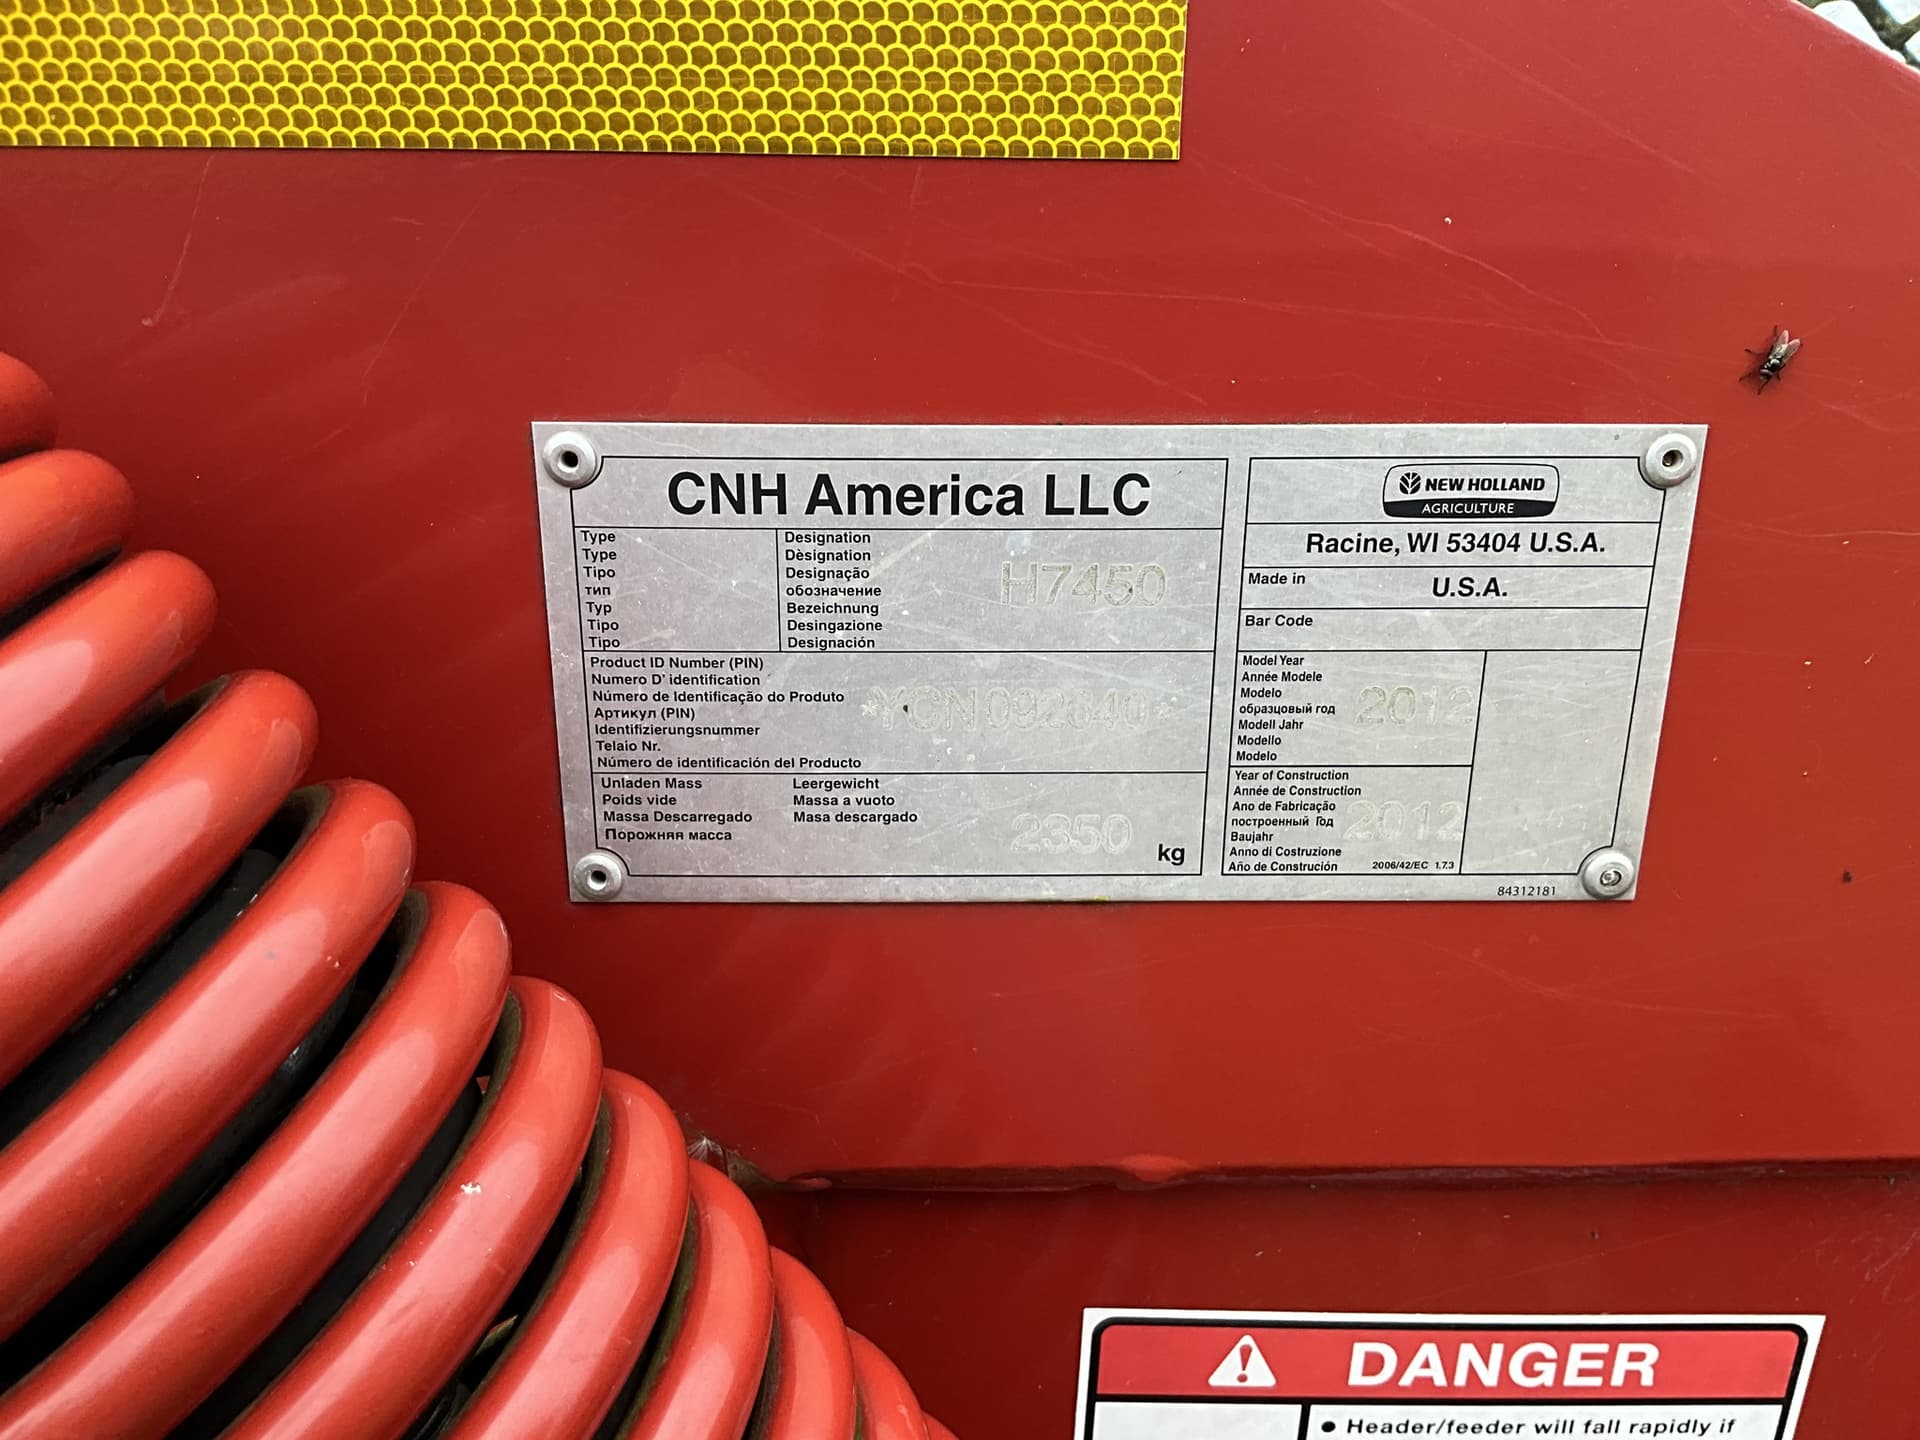 CNH America LLC
Type
Type
Tipo
тип
Typ
Tipo
Tipo
Designation
Dèsignation
Designação
обозначение
Bezeichnung
Desingazione
Designación
H7450
Product ID Number (PIN)
Numero D' identification
Número de Identificação do Produto
Артикул (PIN)
Identifizierungsnummer
Telaio Nr.
Número de identificación del Producto
*YCN092640*
Unladen Mass
Poids vide
Massa Descarregado
Порожняя масса
Leergewicht
Massa a vuoto
Masa descargado
2350
kg
NEW HOLLAND
AGRICULTURE
Racine, WI 53404 U.S.A.
Made in U.S.A.
Bar Code
Model Year
Année Modele
Modelo
образцовый год
Modell Jahr
Modello
Modelo
2012
Year of Construction
Année de Construction
Ano de Fabricação
построенный Год
Baujahr
Anno di Costruzione
Año de Construción
2012
2006/42/EC 1.7.3
84312181
DANGER
• Header/feeder will fall rapidly if